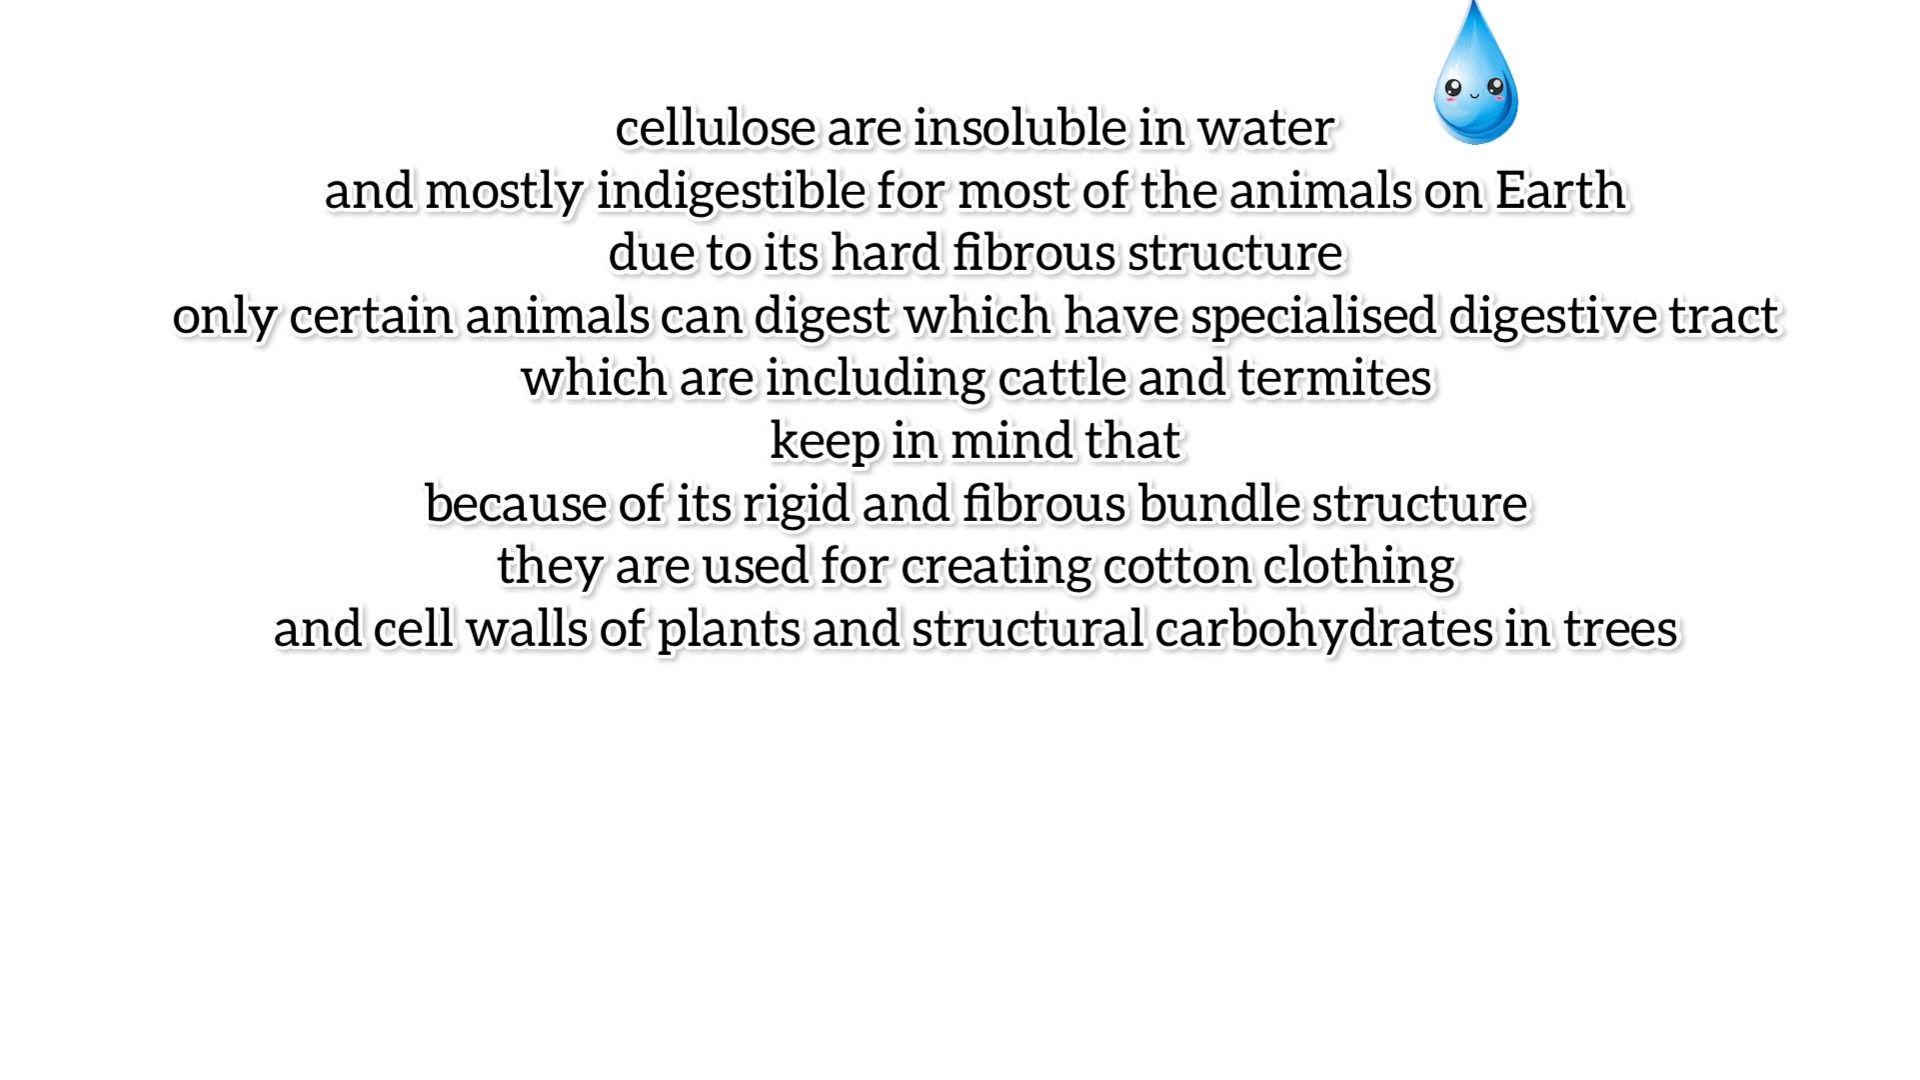 cellulose are insoluble in water
and mostly indigestible for most of the animals on Earth
due to its hard fibrous structure
only certain animals can digest which have specialised digestive tract
which are including cattle and termites
keep in mind that
because of its rigid and fibrous bundle structure
they are used for creating cotton clothing
and cell walls of plants and structural carbohydrates in trees